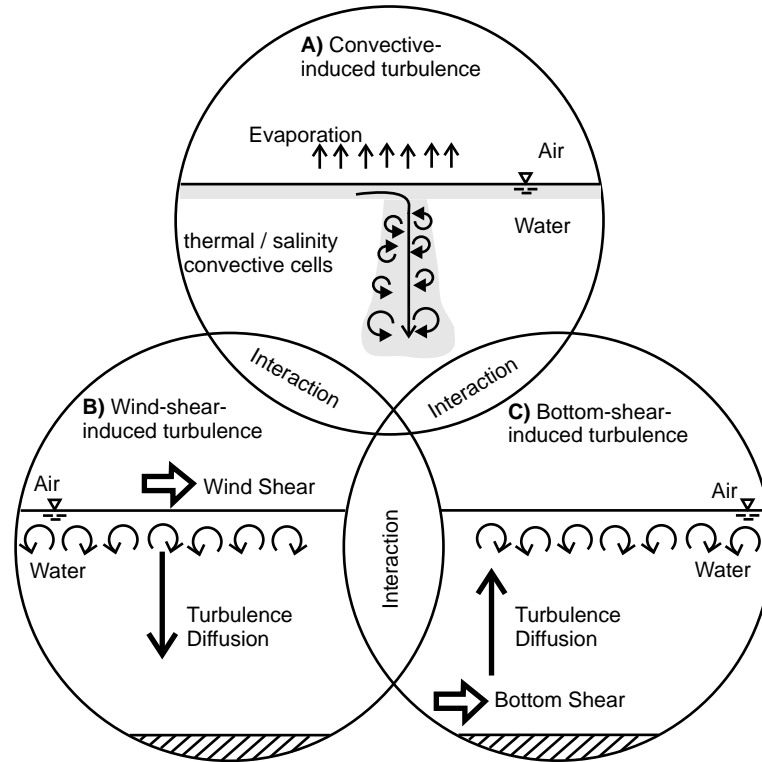 A) Convective-
induced turbulence
Evaporation
Air
Water
thermal / salinity
convective cells
Interaction
Interaction
B) Wind-shear-
induced turbulence
C) Bottom-shear-
induced turbulence
Air
Wind Shear
Air
Interaction
Water
Water
Turbulence
Diffusion
Turbulence
Diffusion
Bottom Shear